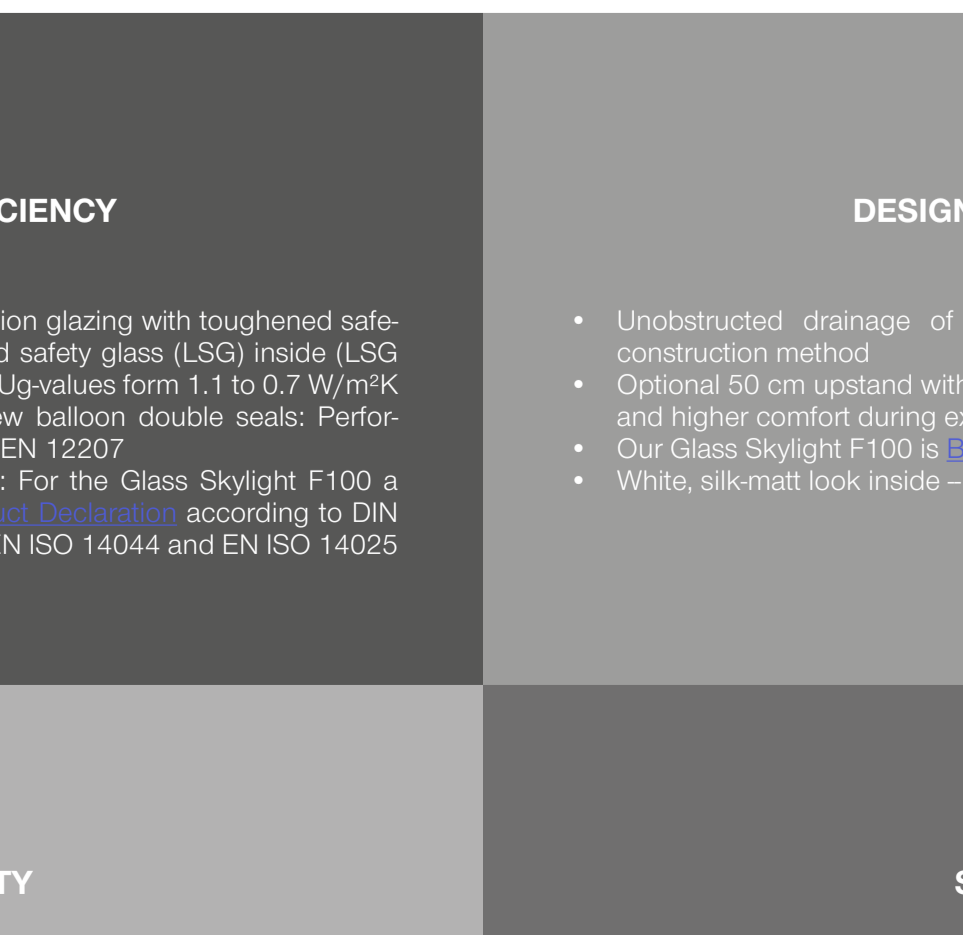 CIENCY
tion glazing with toughened safe-
d safety glass (LSG) inside (LSG
Ug-values form 1.1 to 0.7 W/m²K
ew balloon double seals: Perfor-
EN 12207
: For the Glass Skylight F100 a
uct Declaration according to DIN
EN ISO 14044 and EN ISO 14025
DESIGN
• Unobstructed drainage of
construction method
• Optional 50 cm upstand with
and higher comfort during ex
• Our Glass Skylight F100 is B
• White, silk-matt look inside –
TY
S